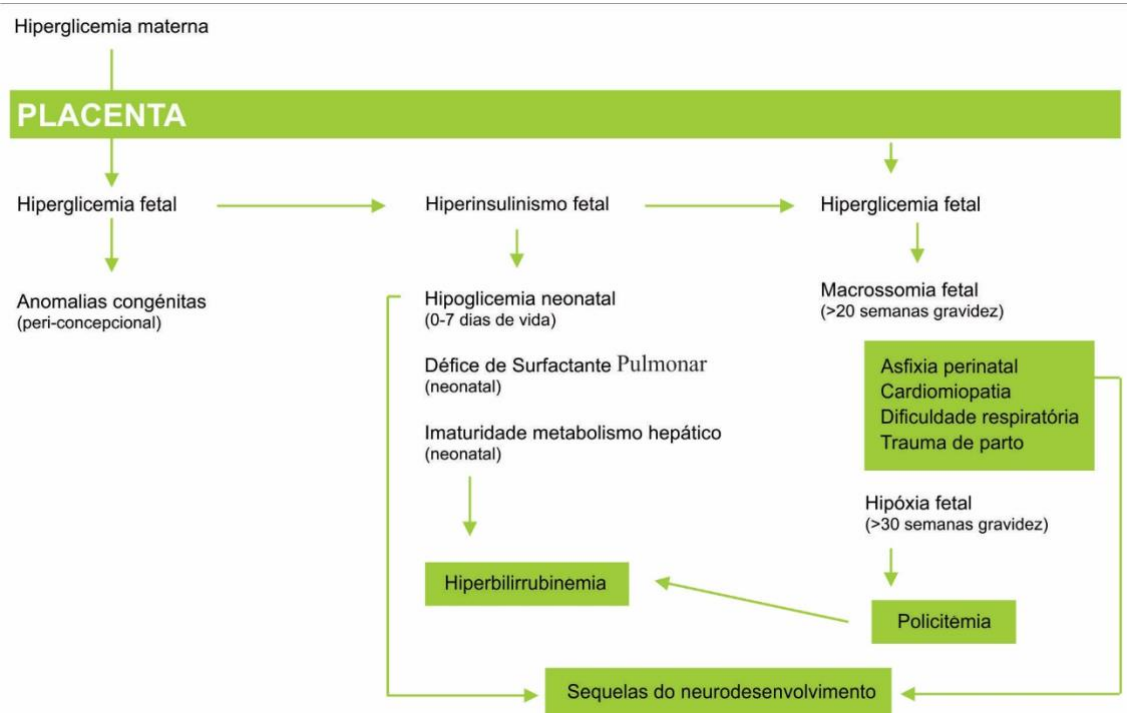 Hiperglicemia materna
PLACENTA
Hiperglicemia fetal
Hiperinsulinismo fetal
Hiperglicemia fetal
Anomalias congénitas
(peri-concepcional)
Hipoglicemia neonatal
(0-7 dias de vida)
Macrossomia fetal
(>20 semanas gravidez)
Défice de Surfactante Pulmonar
(neonatal)
Asfixia perinatal
Cardiomiopatia
Dificuldade respiratória
Trauma de parto
Imaturidade metabolismo hepático
(neonatal)
Hipóxia fetal
(>30 semanas gravidez)
Hiperbilirrubinemia
Policitemia
Sequelas do neurodesenvolvimento